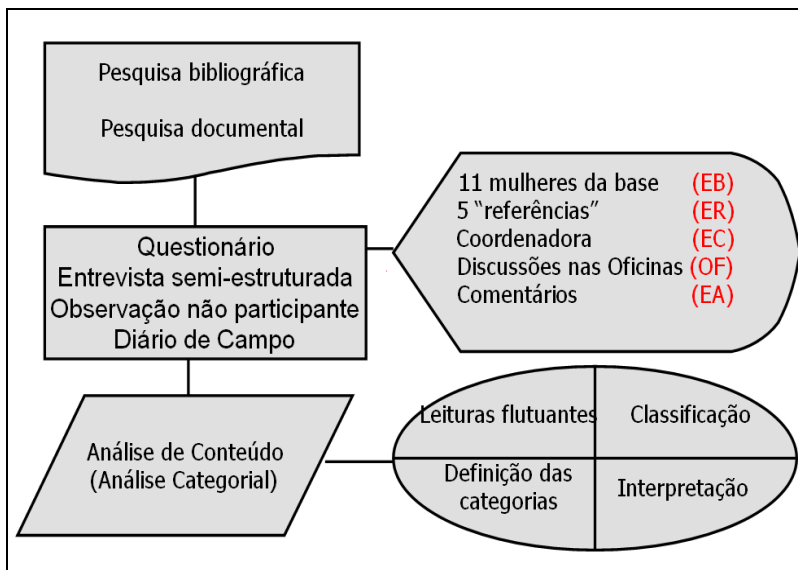 Pesquisa bibliográfica
Pesquisa documental
11 mulheres da base (EB)
5 “referências” (ER)
Coordenadora (EC)
Discussões nas Oficinas (OF)
Comentários (EA)
Questionário
Entrevista semi-estruturada
Observação não participante
Diário de Campo
Análise de Conteúdo
(Análise Categorial)
Leituras flutuantes
Classificação
Definição das
categorias
Interpretação